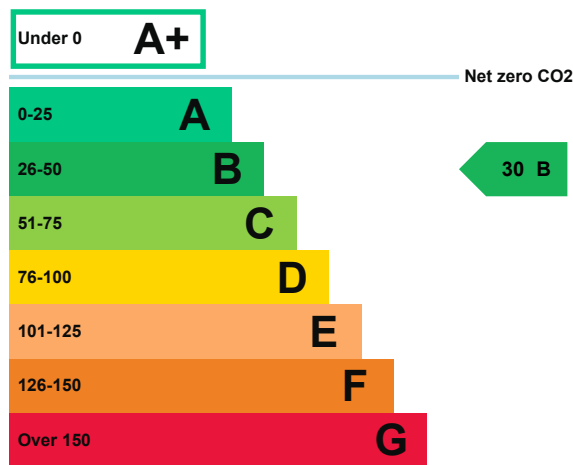 Under 0 A+
Net zero CO2
0-25 A
26-50 B
30 B
51-75 C
76-100 D
101-125 E
126-150 F
Over 150 G